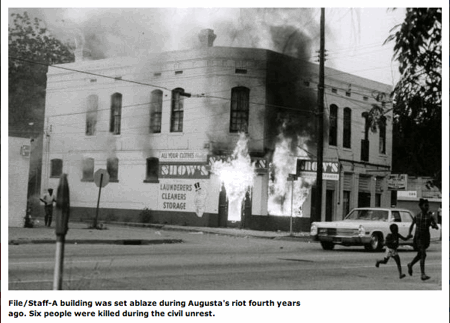 ALL YOUR CLOTHES
SHOW'S
SHOW'S
LAUNDERERS
CLEANERS
STORAGE
File/Staff-A building was set ablaze during Augusta's riot fourth years
ago. Six people were killed during the civil unrest.